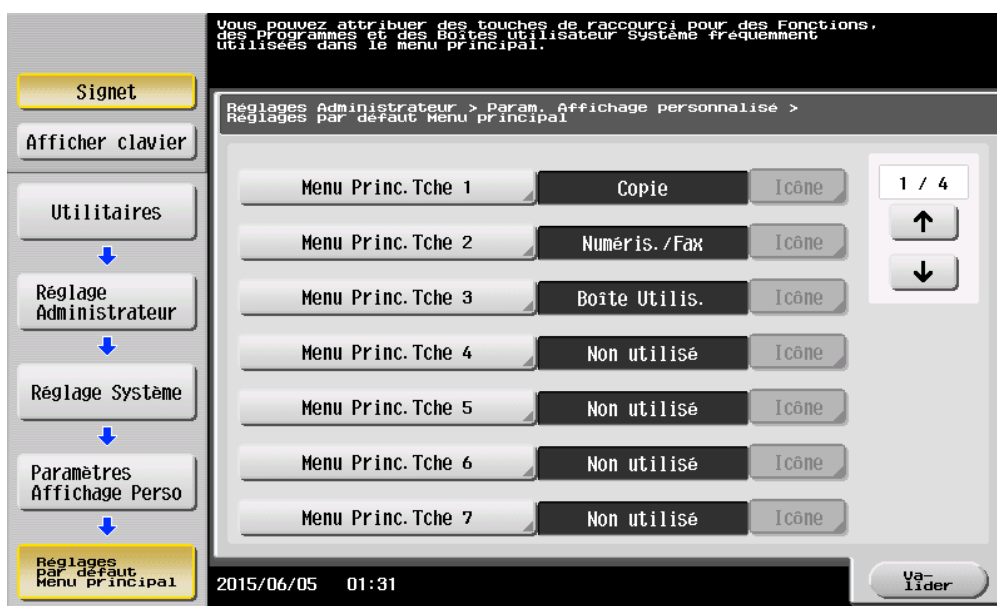 Vous pouvez attribuer des touches de raccourci pour des Fonctions,
des Programmes et des Boîtes Utilisateur Système fréquemment
utilisées dans le menu principal.
Signet
Afficher clavier
Utilitaires
Réglage
Administrateur
Réglage Système
Paramètres
Affichage Perso
Réglages
par défaut
Menu principal
Réglages Administrateur > Param. Affichage personnalisé >
Réglages par défaut Menu principal
Menu Princ.Tche 1 Copie Icône
Menu Princ.Tche 2 Numéris./Fax Icône
Menu Princ.Tche 3 Boîte Utilis. Icône
Menu Princ.Tche 4 Non utilisé Icône
Menu Princ.Tche 5 Non utilisé Icône
Menu Princ.Tche 6 Non utilisé Icône
Menu Princ.Tche 7 Non utilisé Icône
1 / 4
2015/06/05 01:31
Va-
lider